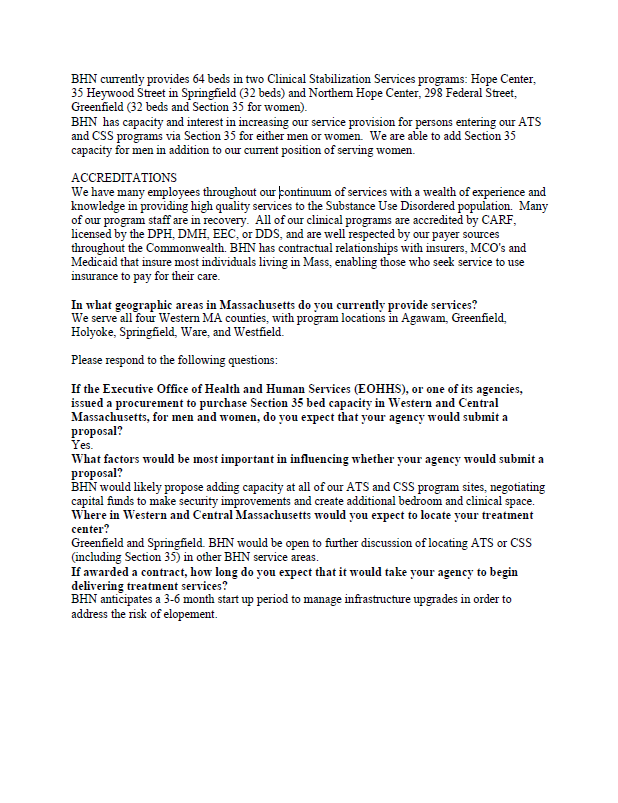 BHN currently provides 64 beds in two Clinical Stabilization Services programs: Hope Center,
35 Heywood Street in Springfield (32 beds) and Northern Hope Center, 298 Federal Street,
Greenfield (32 beds and Section 35 for women).
BHN  has capacity and interest in increasing our service provision for persons entering our ATS
and CSS programs via Section 35 for either men or women.  We are able to add Section 35
capacity for men in addition to our current position of serving women.
ACCREDITATIONS
We have many employees throughout our continuum of services with a wealth of experience and
knowledge in providing high quality services to the Substance Use Disordered population.  Many
of our program staff are in recovery.  All of our clinical programs are accredited by CARF,
licensed by the DPH, DMH, EEC, or DDS, and are well respected by our payer sources
throughout the Commonwealth. BHN has contractual relationships with insurers, MCO's and
Medicaid that insure most individuals living in Mass, enabling those who seek service to use
insurance to pay for their care.
In what geographic areas in Massachusetts do you currently provide services?
We serve all four Western MA counties, with program locations in Agawam, Greenfield,
Holyoke, Springfield, Ware, and Westfield.
Please respond to the following questions:
If the Executive Office of Health and Human Services (EOHHS), or one of its agencies,
issued a procurement to purchase Section 35 bed capacity in Western and Central
Massachusetts, for men and women, do you expect that your agency would submit a
proposal?
Yes.
What factors would be most important in influencing whether your agency would submit a
proposal?
BHN would likely propose adding capacity at all of our ATS and CSS program sites, negotiating
capital funds to make security improvements and create additional bedroom and clinical space.
Where in Western and Central Massachusetts would you expect to locate your treatment
center?
Greenfield and Springfield. BHN would be open to further discussion of locating ATS or CSS
(including Section 35) in other BHN service areas.
If awarded a contract, how long do you expect that it would take your agency to begin
delivering treatment services?
BHN anticipates a 3-6 month start up period to manage infrastructure upgrades in order to
address the risk of elopement.